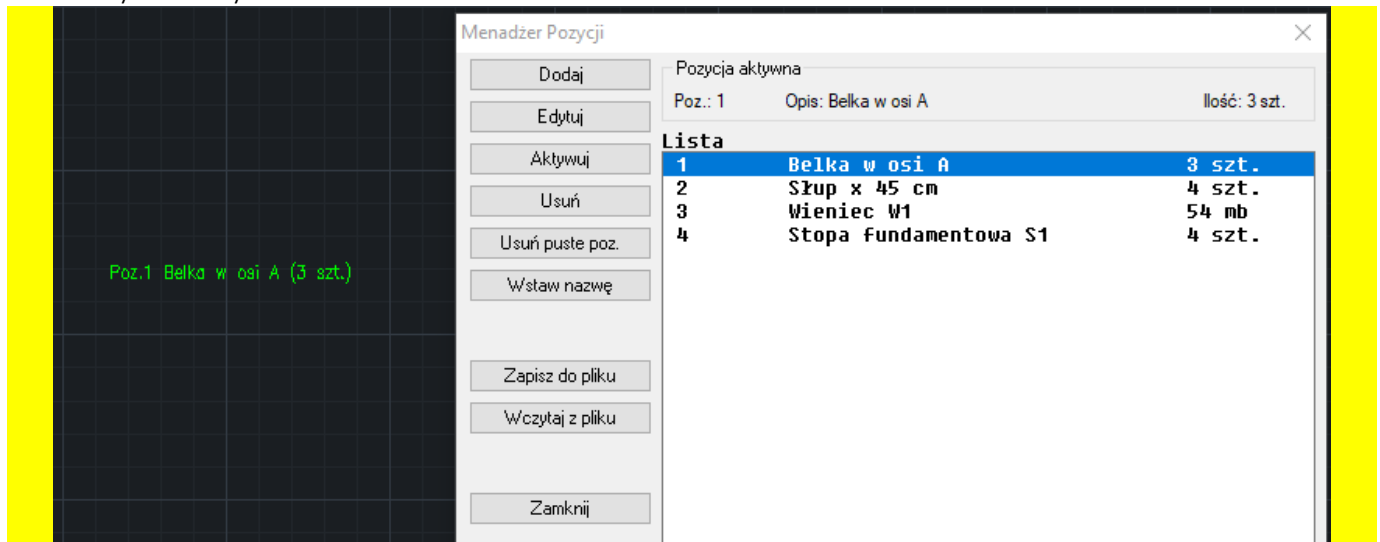 Menadżer Pozycji
Dodaj
Edytuj
Aktywuj
Usuń
Usuń puste poz.
Wstaw nazwę
Zapisz do pliku
Wczytaj z pliku
Zamknij
Pozycja aktywna
Poz.: 1 Opis: Belka w osi A Ilość: 3 szt.
Lista
1 Belka w osi A 3 szt.
2 Słup x 45 cm 4 szt.
3 Wieniec W1 54 mb
4 Stopa fundamentowa S1 4 szt.
Poz.1 Belka w osi A (3 szt.)